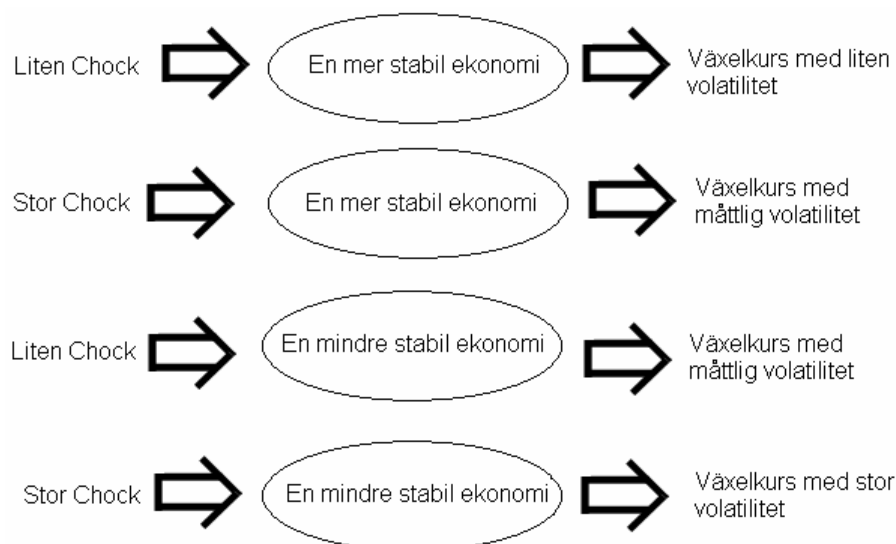 Liten Chock
En mer stabil ekonomi
Växelkurs med liten
volatilitet
Stor Chock
En mer stabil ekonomi
Växelkurs med
måttlig volatilitet
Liten Chock
En mindre stabil ekonomi
Växelkurs med
måttlig volatilitet
Stor Chock
En mindre stabil ekonomi
Växelkurs med stor
volatilitet